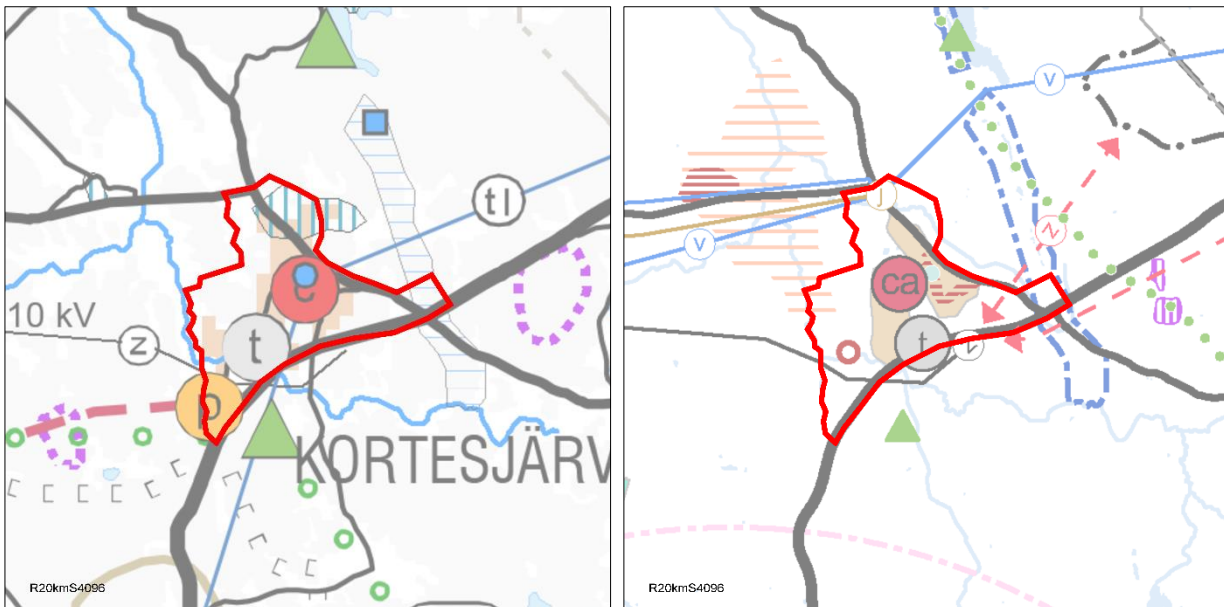 tl
c
10 kV
z
t
p
KORTESJÄRV
R20kmS4096
v
j
v
z
ca
t
z
R20kmS4096